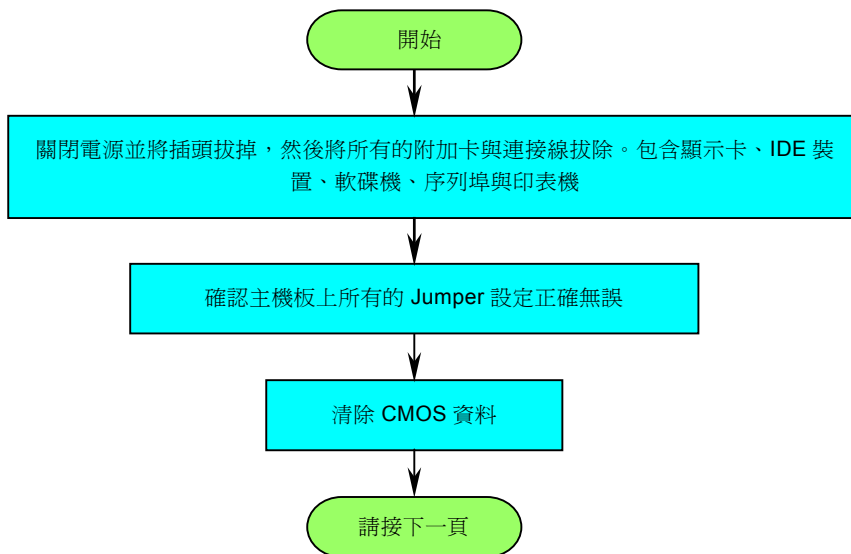 開始
關閉電源並將插頭拔掉，然後將所有的附加卡與連接線拔除。包含顯示卡、IDE 裝
置、軟碟機、序列埠與印表機
確認主機板上所有的 Jumper 設定正確無誤
清除 CMOS 資料
請接下一頁